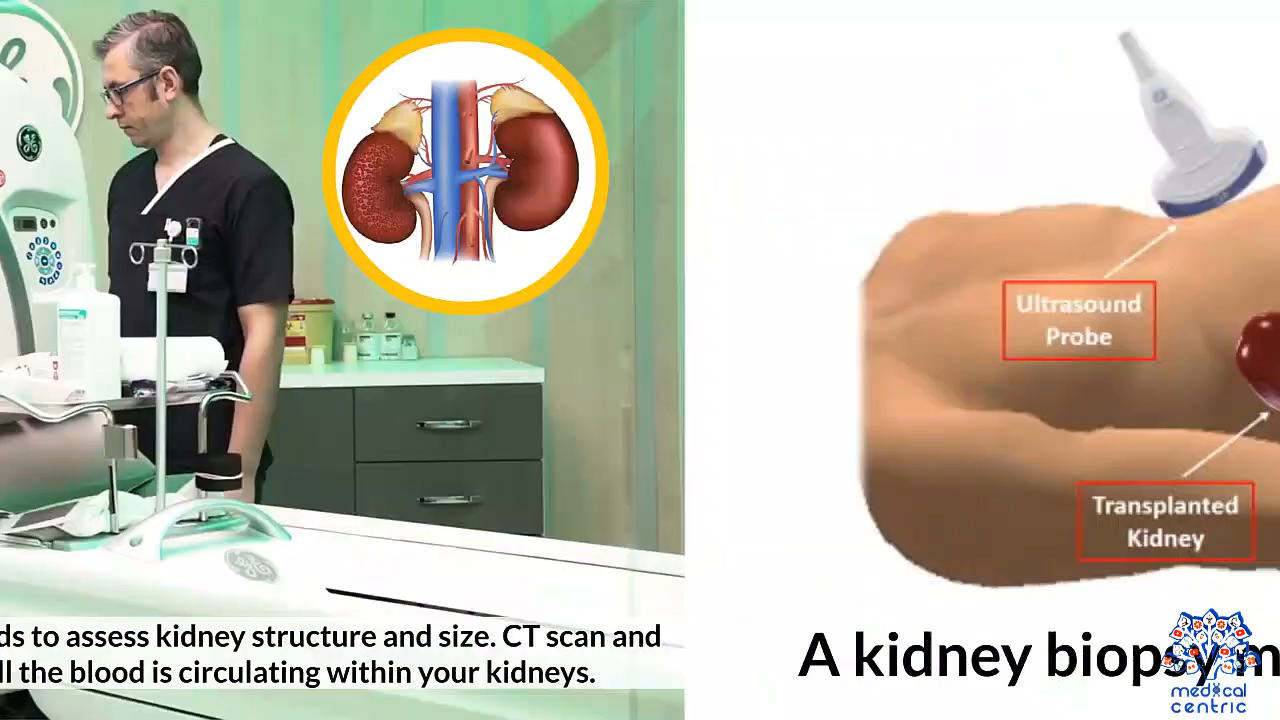 ds to assess kidney structure and size. CT scan and
ll the blood is circulating within your kidneys.
Ultrasound
Probe
Transplanted
Kidney
A kidney biopsy m
medical
centric